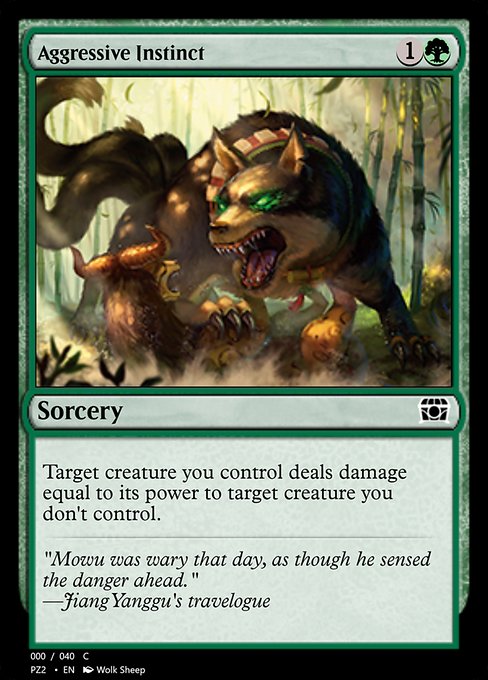 Aggressive Instinct 1
Sorcery
Target creature you control deals damage
equal to its power to target creature you
don't control.
"Mowu was wary that day, as though he sensed
the danger ahead."
—Jiang Yanggu's travelogue
000 / 040 C
PZ2 • EN Wolk Sheep